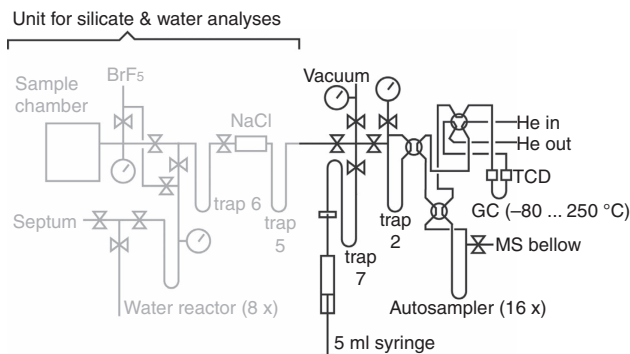 Unit for silicate & water analyses
Sample
chamber
BrF5
NaCl
Vacuum
He in
He out
TCD
GC (–80 ... 250 °C)
trap 6
trap
5
trap
2
Septum
trap
7
MS bellow
Water reactor (8 x)
Autosampler (16 x)
5 ml syringe